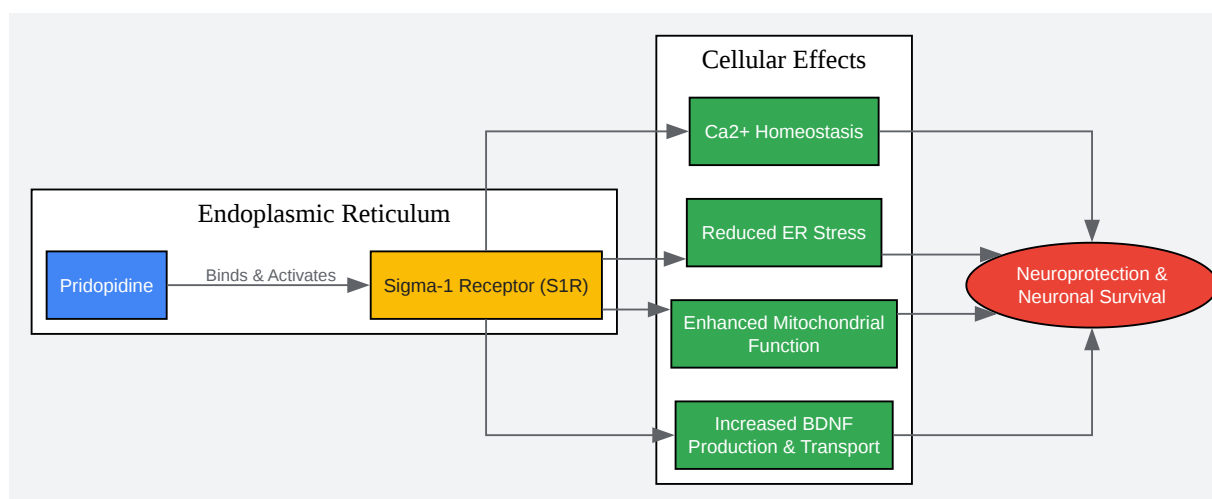 Cellular Effects
Ca2+ Homeostasis
Endoplasmic Reticulum
Reduced ER Stress
Pridopidine
Binds & Activates
Sigma-1 Receptor (S1R)
Neuroprotection &
Neuronal Survival
Enhanced Mitochondrial
Function
Increased BDNF
Production & Transport